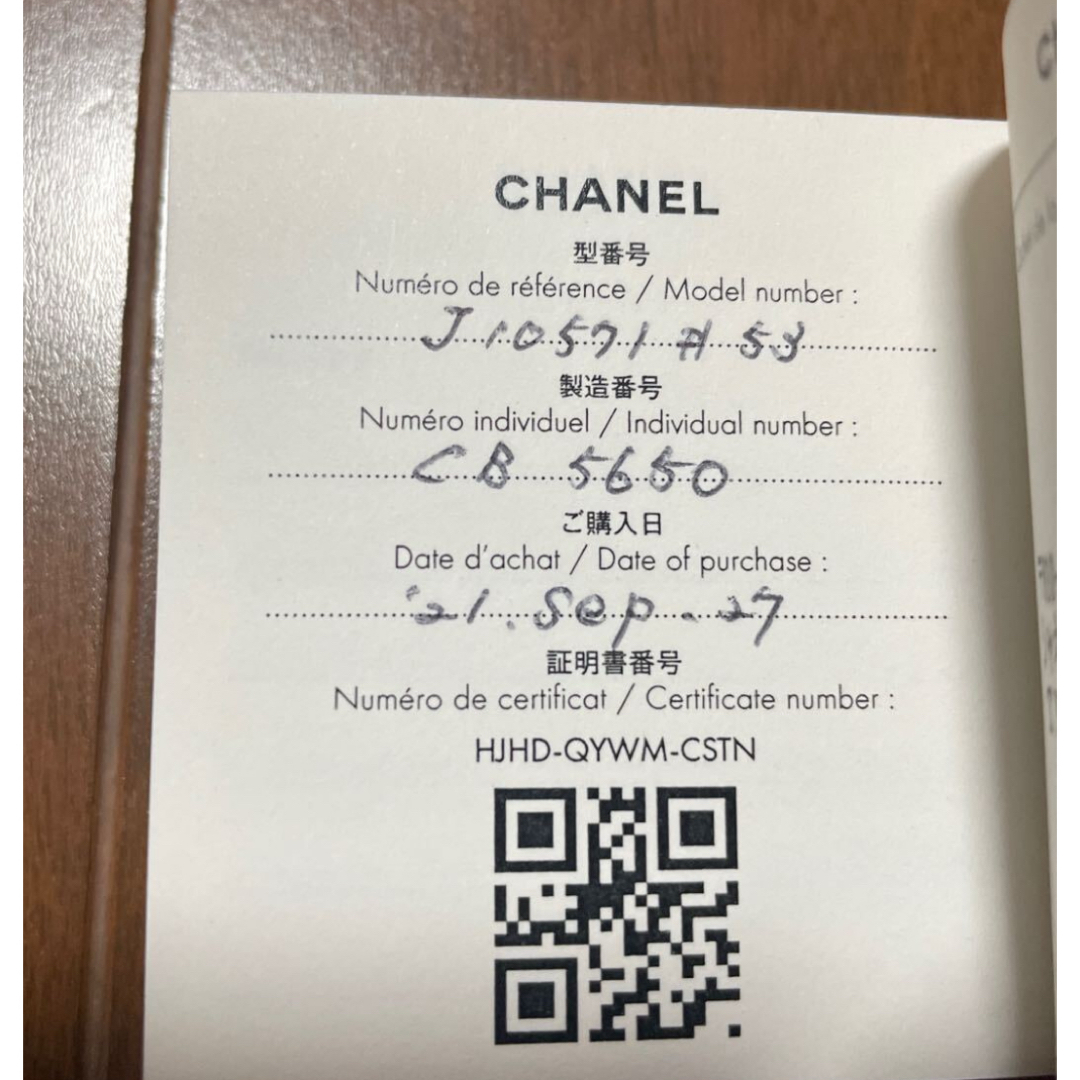 CHANEL
型番号
Numéro de référence / Model number :
J10571 # 53
製造番号
Numéro individuel / Individual number :
CB 5650
ご購入日
Date d'achat / Date of purchase :
'21. Sep. 27
証明書番号
Numéro de certificat / Certificate number :
HJHD-QYWM-CSTN